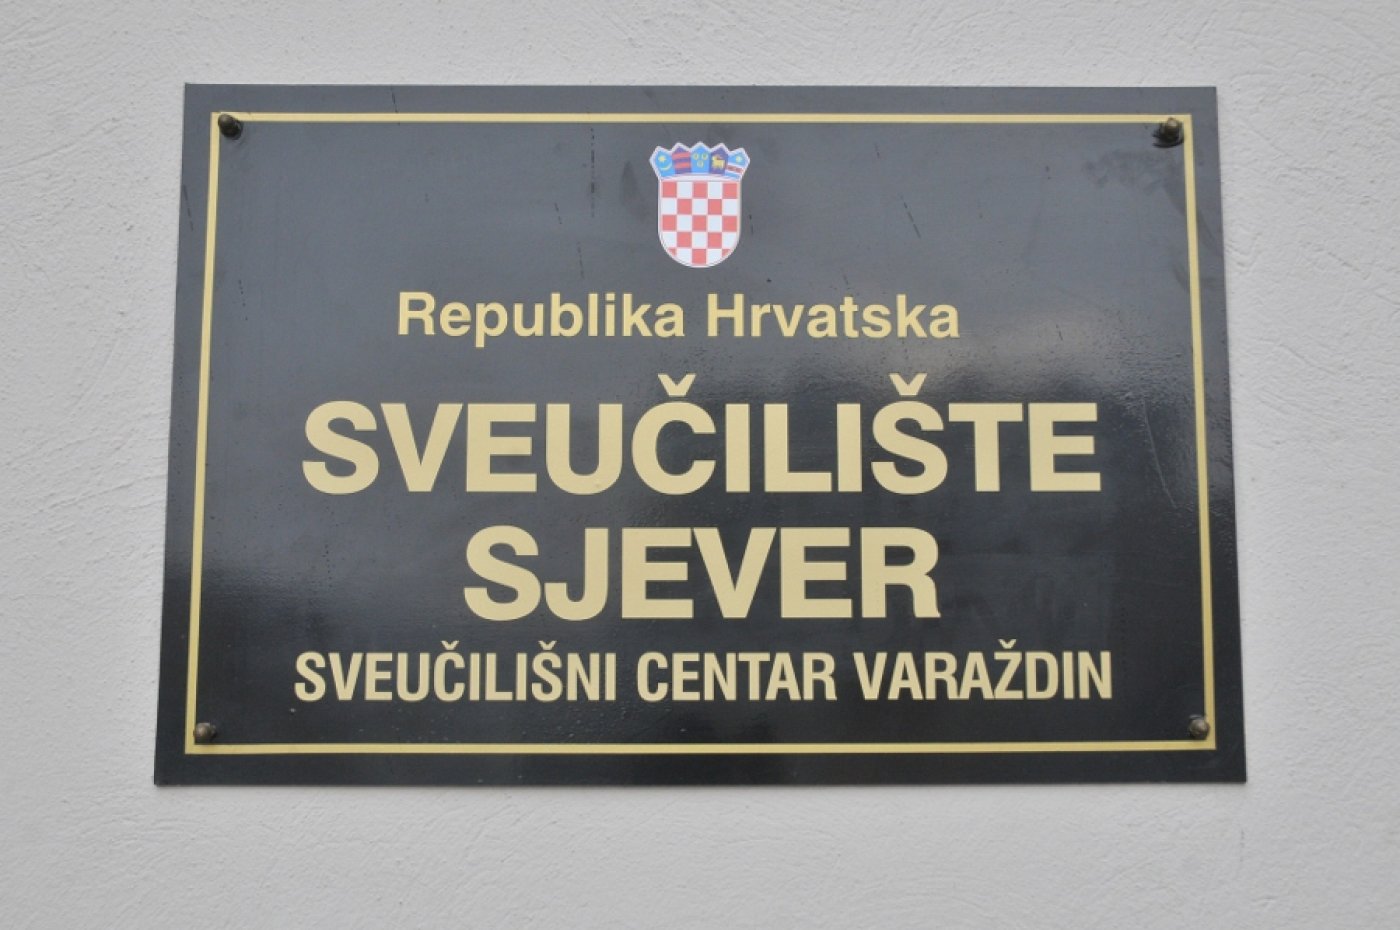 Republika Hrvatska
SVEUČILIŠTE
SJEVER
SVEUČILIŠNI CENTAR VARAŽDIN